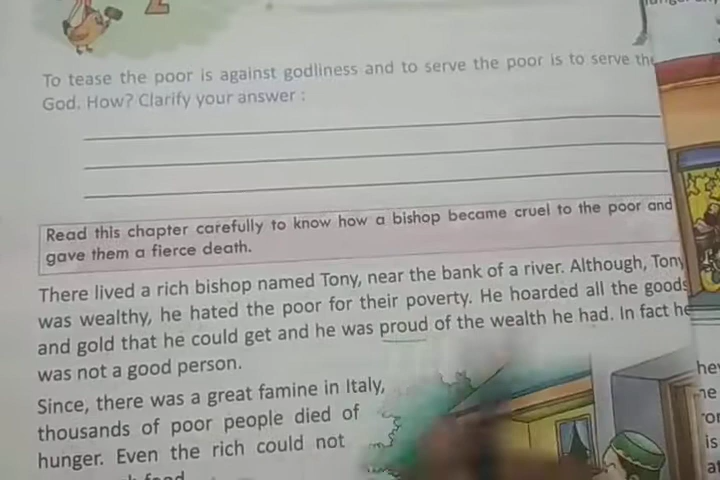 To tease the poor is against godliness and to serve the poor is to serve the
God. How? Clarify your answer :
Read this chapter carefully to know how a bishop became cruel to the poor and
gave them a fierce death.
There lived a rich bishop named Tony, near the bank of a river. Although, Tony
was wealthy, he hated the poor for their poverty. He hoarded all the goods
and gold that he could get and he was proud of the wealth he had. In fact he
was not a good person.
Since, there was a great famine in Italy,
thousands of poor people died of
hunger. Even the rich could not
food